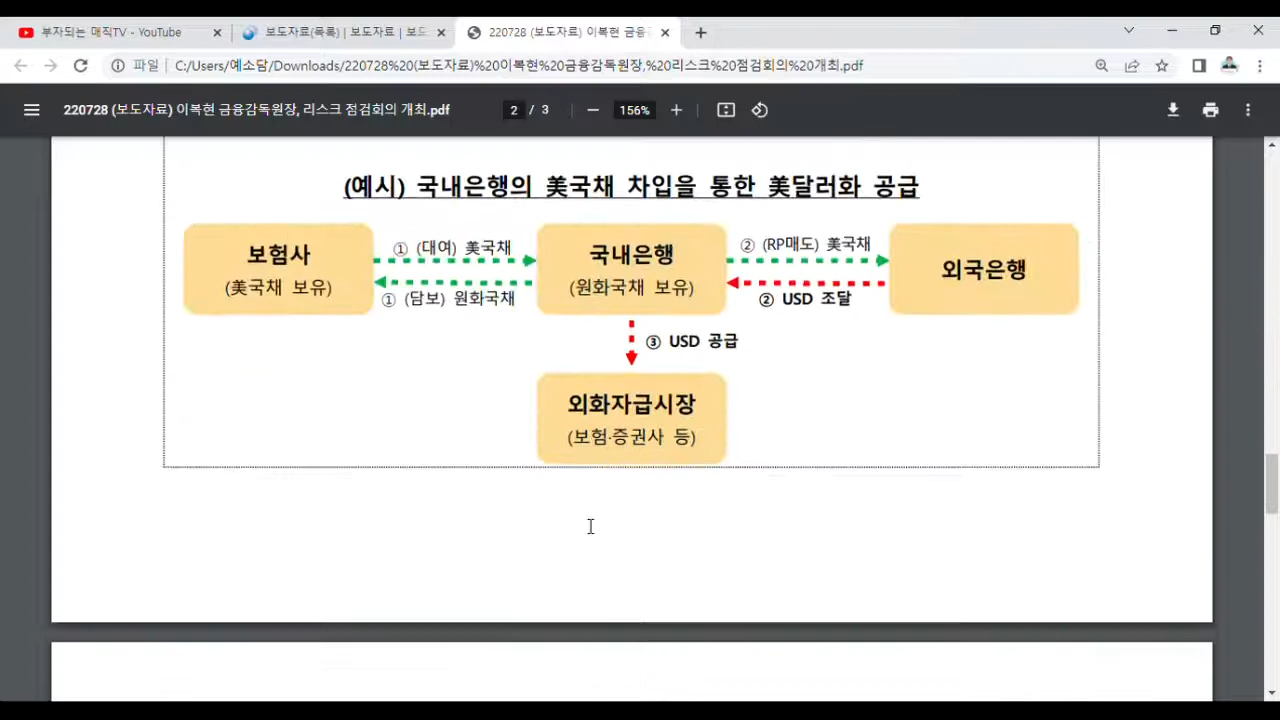 부자되는 매직TV - YouTube
보도자료(목록) | 보도자료 | 보도
220728 (보도자료) 이복현 금융
파일
C:/Users/예소담/Downloads/220728%20(보도자료)%20이복현%20금융감독원장,%20리스크%20점검회의%20개최.pdf
220728 (보도자료) 이복현 금융감독원장, 리스크 점검회의 개최.pdf
2 / 3
156%
(예시) 국내은행의 美국채 차입을 통한 美달러화 공급
보험사
(美국채 보유)
① (대여) 美국채
① (담보) 원화국채
국내은행
(원화국채 보유)
② (RP매도) 美국채
② USD 조달
외국은행
③ USD 공급
외화자금시장
(보험·증권사 등)